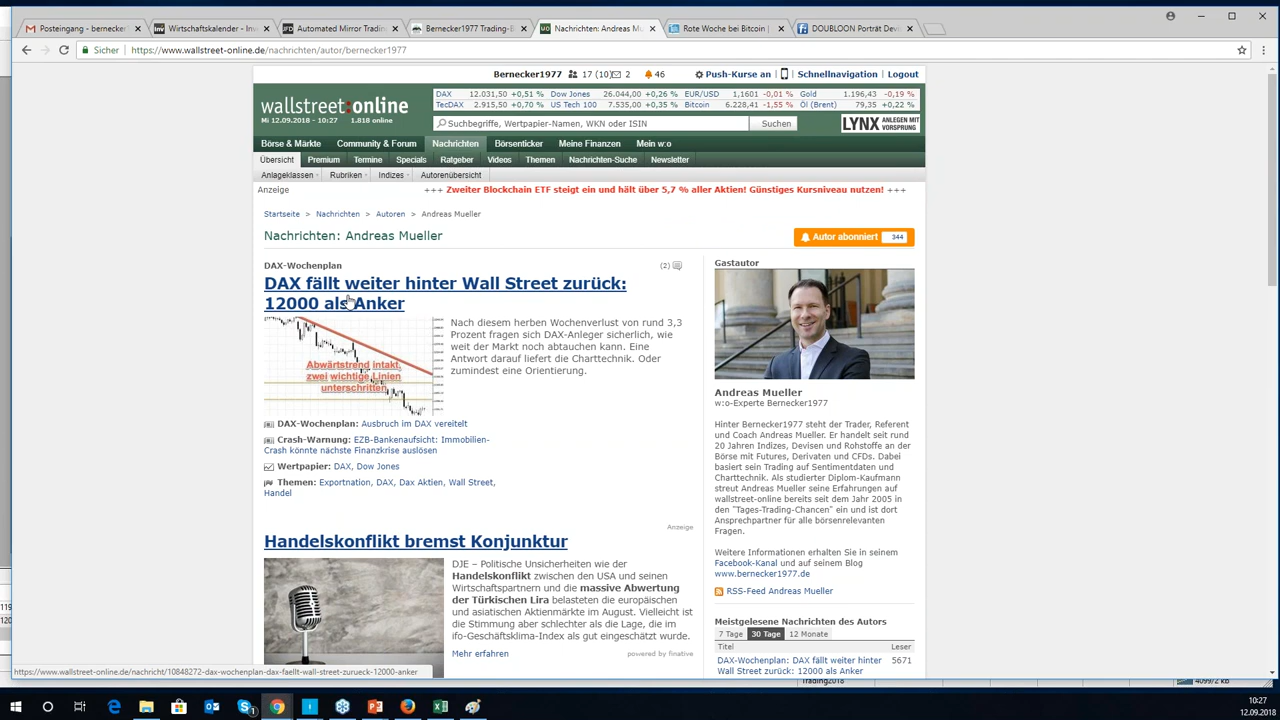 Posteingang - bernecker
Wirtschaftskalender - Inv
Automated Mirror Trading
Bernecker1977 Trading-B
Nachrichten: Andreas Mu
Rote Woche bei Bitcoin |
DOUBLOON Porträt Dev
Sicher
https://www.wallstreet-online.de/nachrichten/autor/bernecker1977
Bernecker1977 17 (10) 2 46 Push-Kurse an | Schnellnavigation | Logout
wallstreet:online
Mi 12.09.2018 - 10:27 1.818 online
DAX 12.031,50 +0,51 % Dow Jones 26.044,00 +0,26 % EUR/USD 1,1601 -0,01 % Gold 1.196,43 -0,19 %
TecDAX 2.915,50 +0,70 % US Tech 100 7.535,00 +0,35 % Bitcoin 6.228,41 -1,55 % Öl (Brent) 79,35 +0,22 %
Suchbegriffe, Wertpapier-Namen, WKN oder ISIN
Suchen
LYNX ANLEGEN MIT VORSPRUNG
Börse & Märkte Community & Forum Nachrichten Börsenticker Meine Finanzen Mein w:o
Übersicht Premium Termine Specials Ratgeber Videos Themen Nachrichten-Suche Newsletter
Anlageklassen Rubriken Indizes Autorenübersicht
Anzeige
+++ Zweiter Blockchain ETF steigt ein und hält über 5,7 % aller Aktien! Günstiges Kursniveau nutzen! +++
Startseite > Nachrichten > Autoren > Andreas Mueller
Nachrichten: Andreas Mueller
Autor abonniert 344
DAX-Wochenplan
(2)
DAX fällt weiter hinter Wall Street zurück:
12000 als Anker
Abwärtstrend intakt,
zwei wichtige Linien
unterschritten
Nach diesem herben Wochenverlust von rund 3,3
Prozent fragen sich DAX-Anleger sicherlich, wie
weit der Markt noch abtauchen kann. Eine
Antwort darauf liefert die Charttechnik. Oder
zumindest eine Orientierung.
DAX-Wochenplan: Ausbruch im DAX vereitelt
Crash-Warnung: EZB-Bankenaufsicht: Immobilien-
Crash könnte nächste Finanzkrise auslösen
Wertpapier: DAX, Dow Jones
Themen: Exportnation, DAX, Dax Aktien, Wall Street,
Handel
Anzeige
Handelskonflikt bremst Konjunktur
DJE – Politische Unsicherheiten wie der
Handelskonflikt zwischen den USA und seinen
Wirtschaftspartnern und die massive Abwertung
der Türkischen Lira belasteten die europäischen
und asiatischen Aktienmärkte im August. Vielleicht ist
die Stimmung aber schlechter als die Lage, die im
ifo-Geschäftsklima-Index als gut eingeschätzt wurde.
Mehr erfahren
powered by finative
Gastautor
Andreas Mueller
w:o-Experte Bernecker1977
Hinter Bernecker1977 steht der Trader, Referent
und Coach Andreas Mueller. Er handelt seit rund
20 Jahren Indizes, Devisen und Rohstoffe an der
Börse mit Futures, Derivaten und CFDs. Dabei
basiert sein Trading auf Sentimentdaten und
Charttechnik. Als studierter Diplom-Kaufmann
streut Andreas Mueller seine Erfahrungen auf
wallstreet-online bereits seit dem Jahr 2005 in
den "Tages-Trading-Chancen" ein und ist dort
Ansprechpartner für alle börsenrelevanten
Fragen.
Weitere Informationen erhalten Sie in seinem
Facebook-Kanal und auf seinem Blog
www.bernecker1977.de
RSS-Feed Andreas Mueller
Meistgelesene Nachrichten des Autors
7 Tage 30 Tage 12 Monate
Titel Leser
DAX-Wochenplan: DAX fällt weiter hinter 5671
Wall Street zurück: 12000 als Anker
https://www.wallstreet-online.de/nachricht/10848272-dax-wochenplan-dax-faellt-wall-street-zurueck-12000-anker
Trading2018
4099/2 kb
10:27
12.09.2018